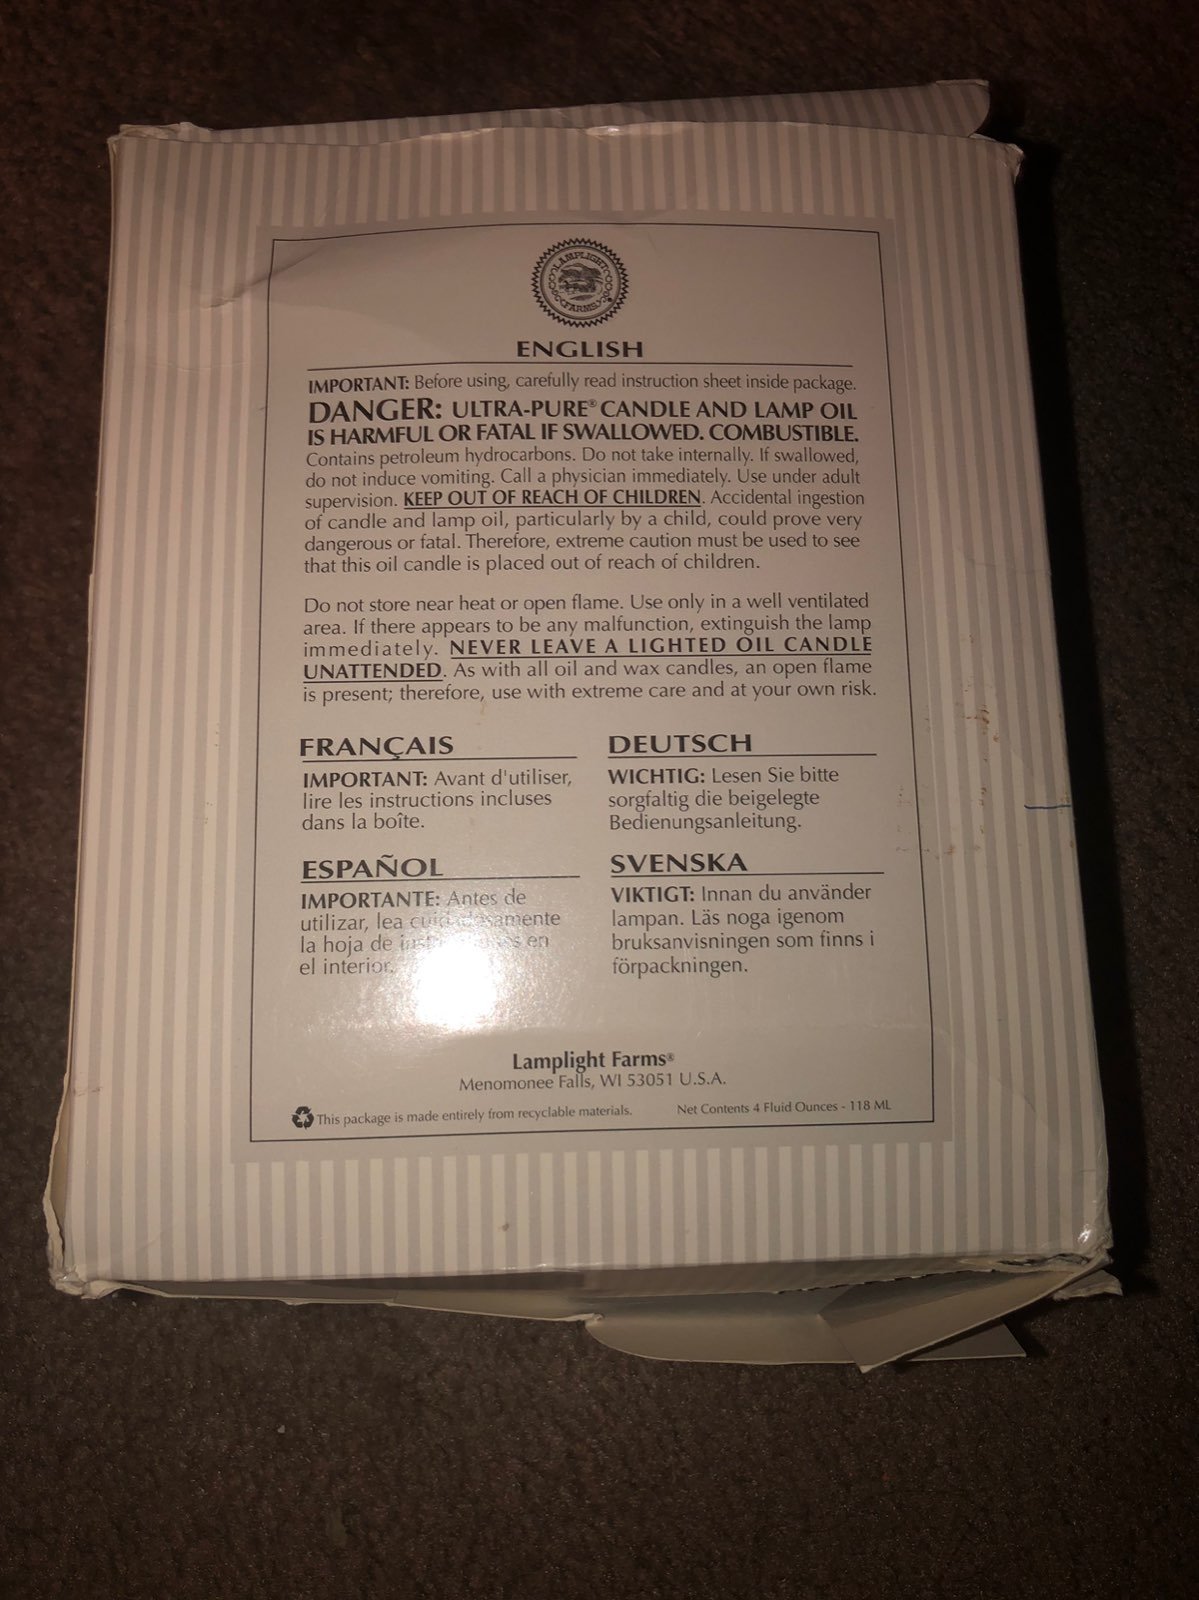 LAMPLIGHT
FARMS
ENGLISH
IMPORTANT: Before using, carefully read instruction sheet inside package.
DANGER: ULTRA-PURE® CANDLE AND LAMP OIL
IS HARMFUL OR FATAL IF SWALLOWED. COMBUSTIBLE.
Contains petroleum hydrocarbons. Do not take internally. If swallowed,
do not induce vomiting. Call a physician immediately. Use under adult
supervision. KEEP OUT OF REACH OF CHILDREN. Accidental ingestion
of candle and lamp oil, particularly by a child, could prove very
dangerous or fatal. Therefore, extreme caution must be used to see
that this oil candle is placed out of reach of children.
Do not store near heat or open flame. Use only in a well ventilated
area. If there appears to be any malfunction, extinguish the lamp
immediately. NEVER LEAVE A LIGHTED OIL CANDLE
UNATTENDED. As with all oil and wax candles, an open flame
is present; therefore, use with extreme care and at your own risk.
FRANÇAIS
IMPORTANT: Avant d'utiliser,
lire les instructions incluses
dans la boîte.
DEUTSCH
WICHTIG: Lesen Sie bitte
sorgfaltig die beigelegte
Bedienungsanleitung.
ESPAÑOL
IMPORTANTE: Antes de
utilizar, lea cuidadosamente
la hoja de en
el interior.
SVENSKA
VIKTIGT: Innan du använder
lampan. Läs noga igenom
bruksanvisningen som finns i
förpackningen.
Lamplight Farms®
Menomonee Falls, WI 53051 U.S.A.
This package is made entirely from recyclable materials.
Net Contents 4 Fluid Ounces - 118 ML